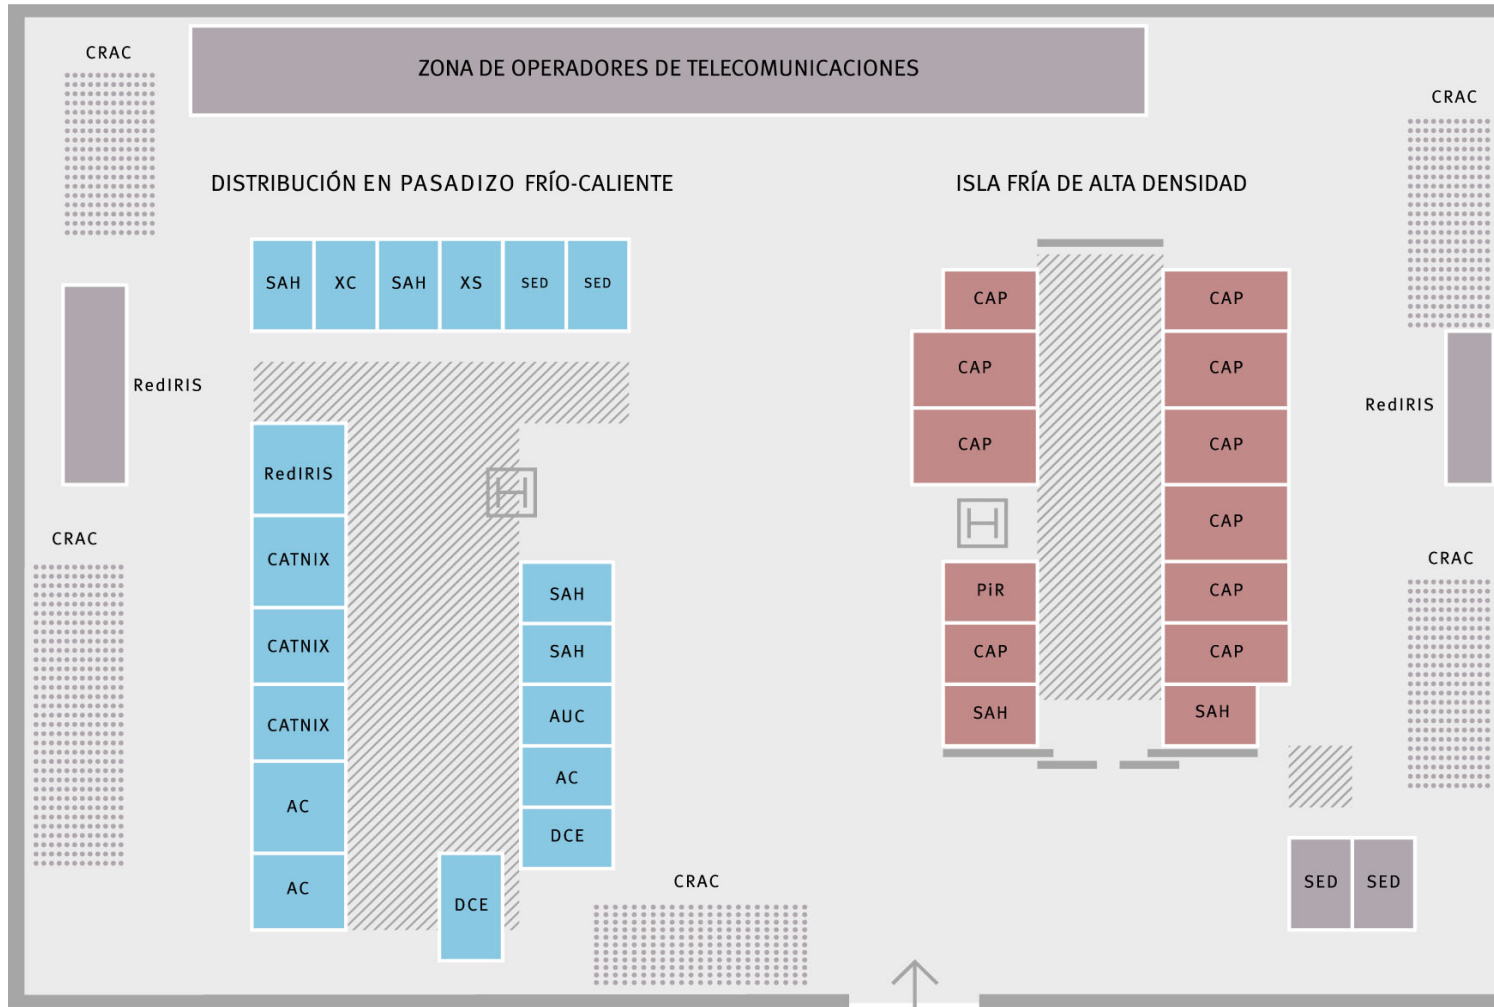 CRAC
ZONA DE OPERADORES DE TELECOMUNICACIONES
CRAC
DISTRIBUCIÓN EN PASADIZO FRÍO-CALIENTE
ISLA FRÍA DE ALTA DENSIDAD
SAH XC SAH XS SED SED
RedIRIS
RedIRIS
CATNIX
CATNIX
CATNIX
AC
AC
SAH
SAH
AUC
AC
DCE
DCE
CRAC
CRAC
CAP
CAP
CAP
H
H
PiR
CAP
SAH
CAP
CAP
CAP
CAP
CAP
CAP
SAH
RedIRIS
CRAC
SED SED